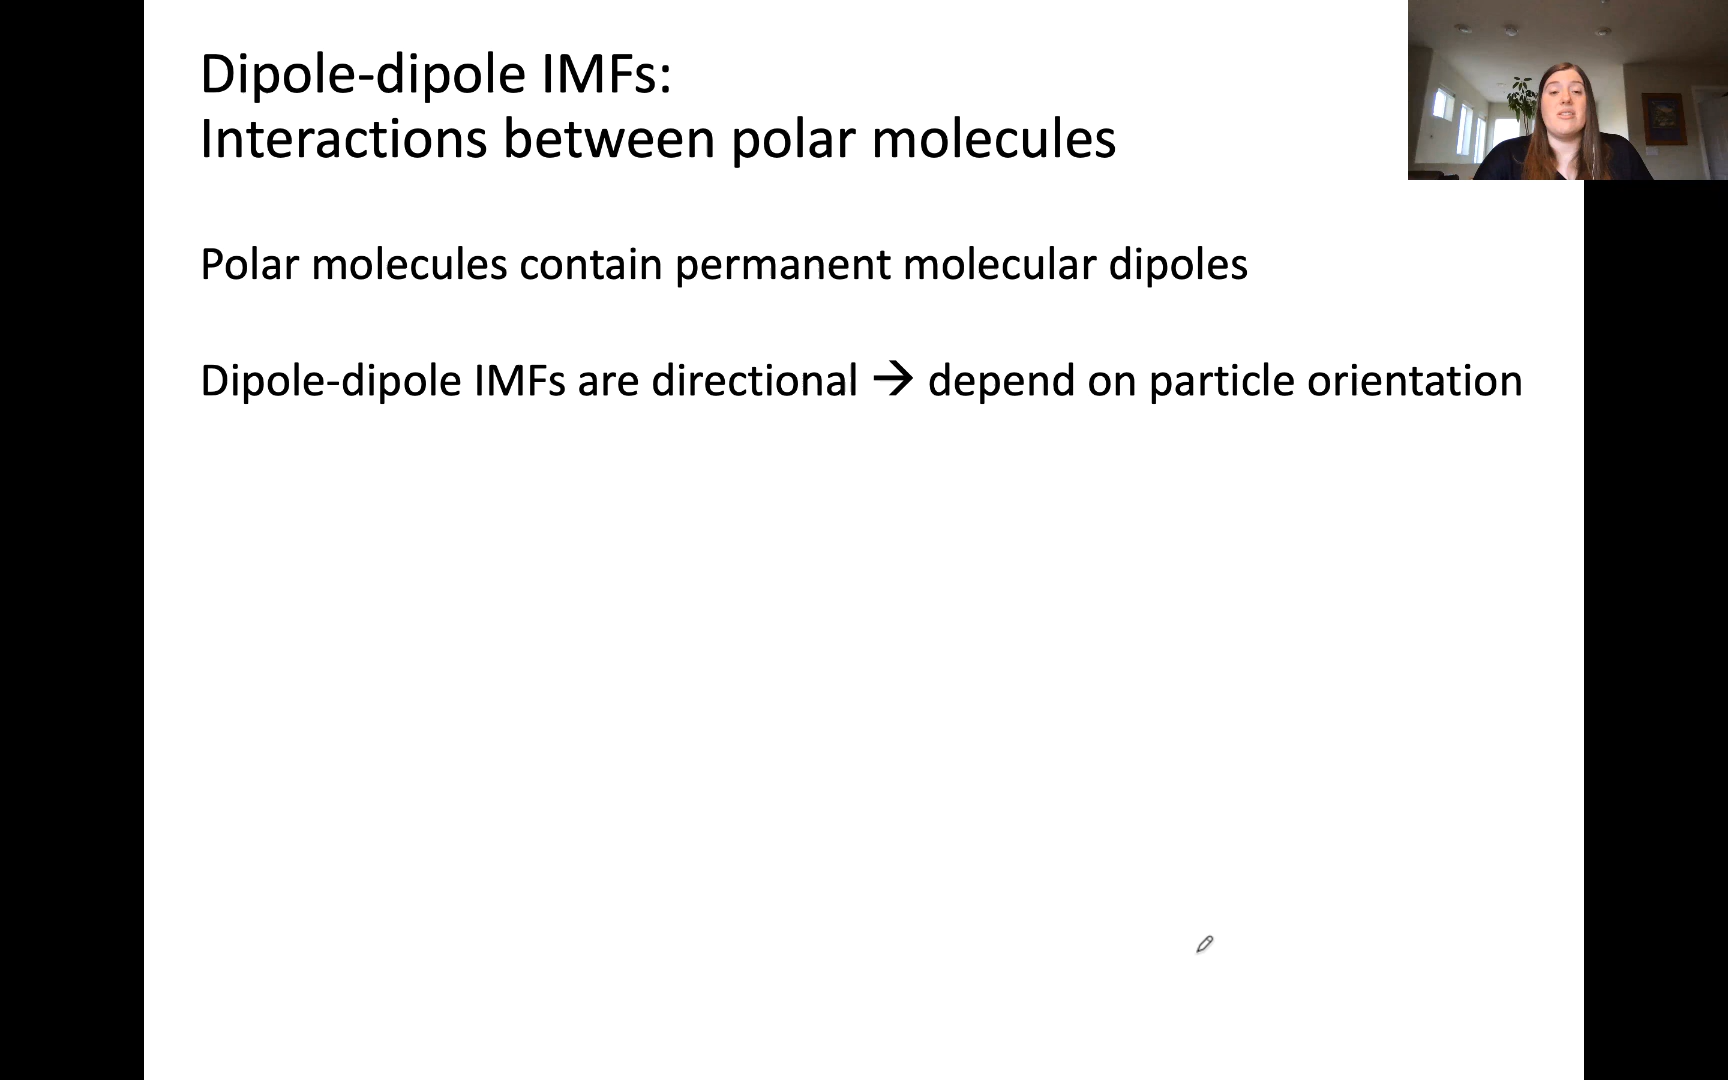 Dipole-dipole IMFs:
Interactions between polar molecules
Polar molecules contain permanent molecular dipoles
Dipole-dipole IMFs are directional → depend on particle orientation